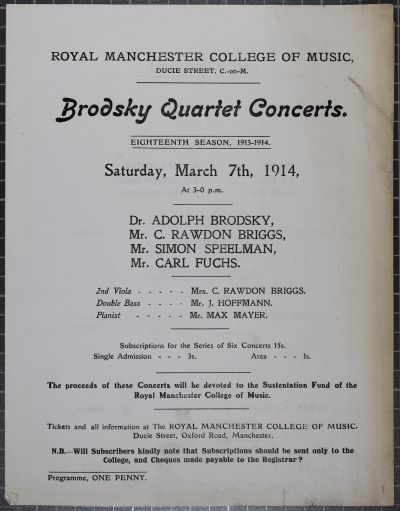 ROYAL MANCHESTER COLLEGE OF MUSIC,
DUCIE STREET, C.-on-M.
Brodsky Quartet Concerts.
EIGHTEENTH SEASON, 1913-1914.
Saturday, March 7th, 1914,
At 3-0 p.m.
Dr. ADOLPH BRODSKY,
Mr. C. RAWDON BRIGGS,
Mr. SIMON SPEELMAN,
Mr. CARL FUCHS.
2nd Viola - - - - - Mrs. C. RAWDON BRIGGS.
Double Bass - - - - Mr. J. HOFFMANN.
Pianist - - - - - Mr. MAX MAYER.
Subscriptions for the Series of Six Concerts 15s.
Single Admission - - - 3s. Area - - - 1s.
The proceeds of these Concerts will be devoted to the Sustentation Fund of the
Royal Manchester College of Music.
Tickets and all information at The ROYAL MANCHESTER COLLEGE OF MUSIC,
Ducie Street, Oxford Road, Manchester.
N.B.—Will Subscribers kindly note that Subscriptions should be sent only to the
College, and Cheques made payable to the Registrar?
Programme, ONE PENNY.